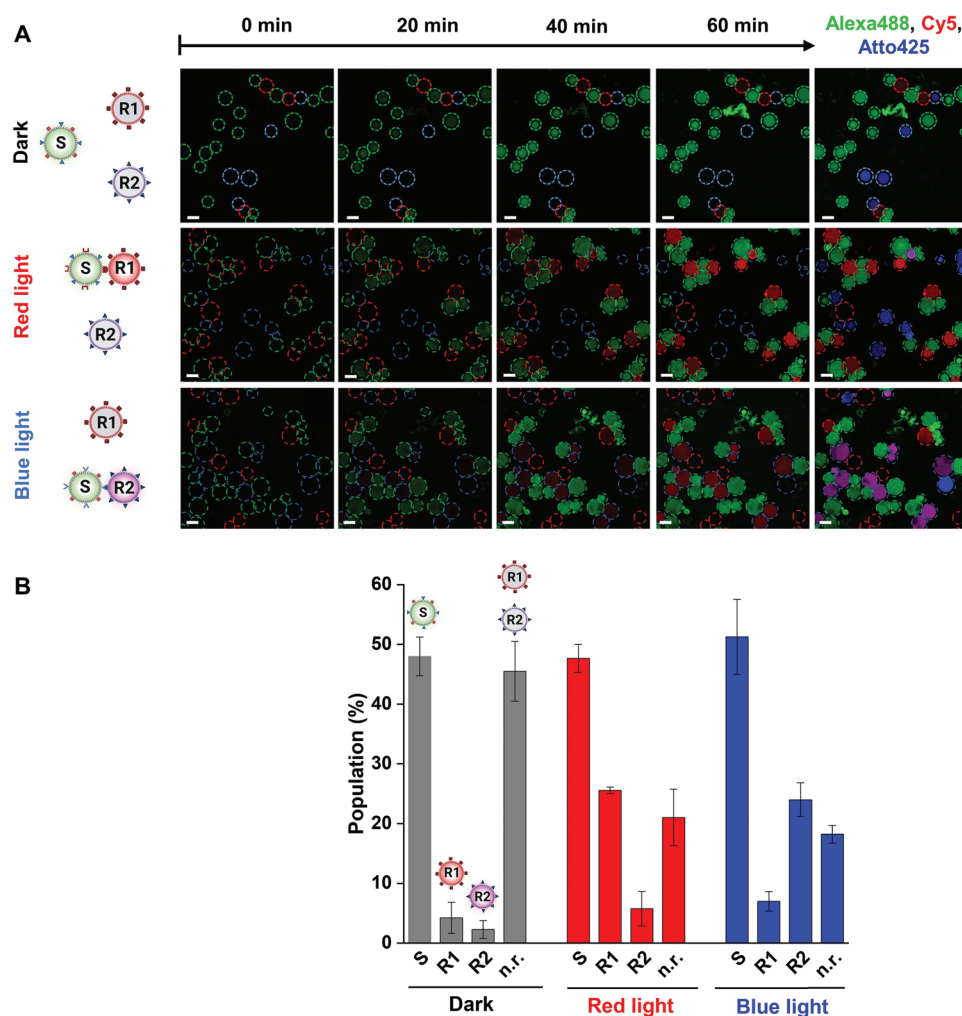 A
0 min 20 min 40 min 60 min Alexa488, Cy5,
Atto425
Dark
R1
S
R2
Red light
S R1
R2
Blue light
R1
S R2
B
Population (%)
60
50
40
30
20
10
0
S
R1
R2
R1
R2
S R1 R2 n.r. S R1 R2 n.r. S R1 R2 n.r.
Dark Red light Blue light